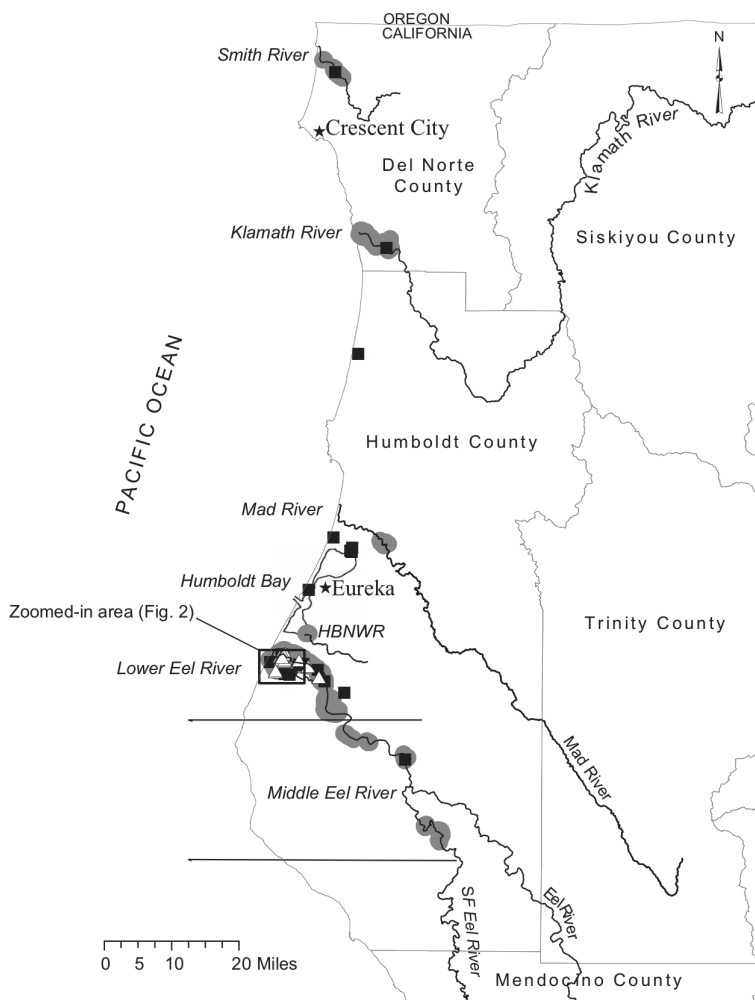 OREGON
CALIFORNIA
N
Smith River
Klamath River
Crescent City
Del Norte
County
Klamath River
Siskiyou County
PACIFIC OCEAN
Humboldt County
Mad River
Humboldt Bay
Eureka
Zoomed-in area (Fig. 2)
HBNWR
Trinity County
Lower Eel River
Mad River
Middle Eel River
SF Eel River
Eel River
0 5 10 20 Miles
Mendocino County